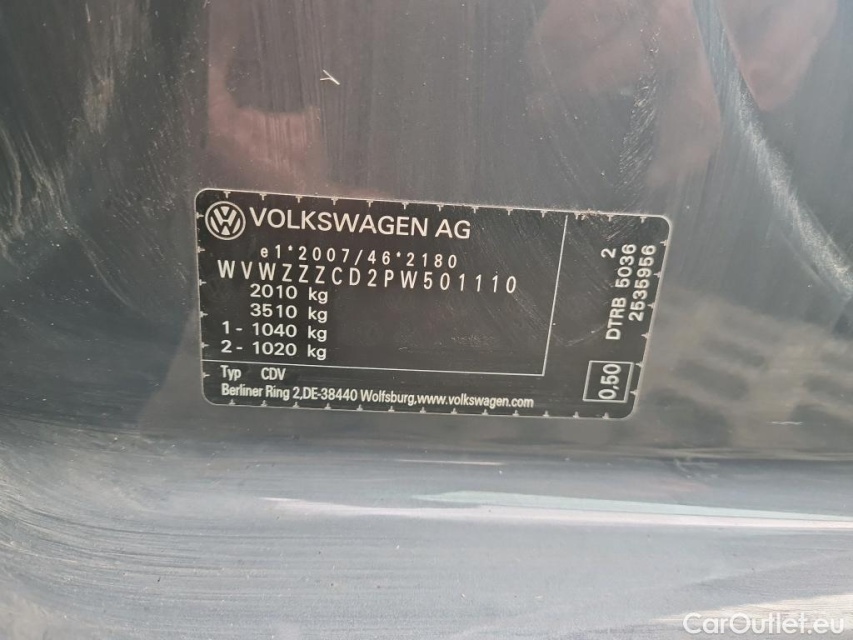 VOLKSWAGEN AG
e1*2007/46*2180
WVWZZZCD2PW501110
2010 kg
3510 kg
1 - 1040 kg
2 - 1020 kg
Typ CDV
Berliner Ring 2,DE-38440 Wolfsburg,www.volkswagen.com
2
DTRB 5036
2535956
0,50
CarOutlet.eu